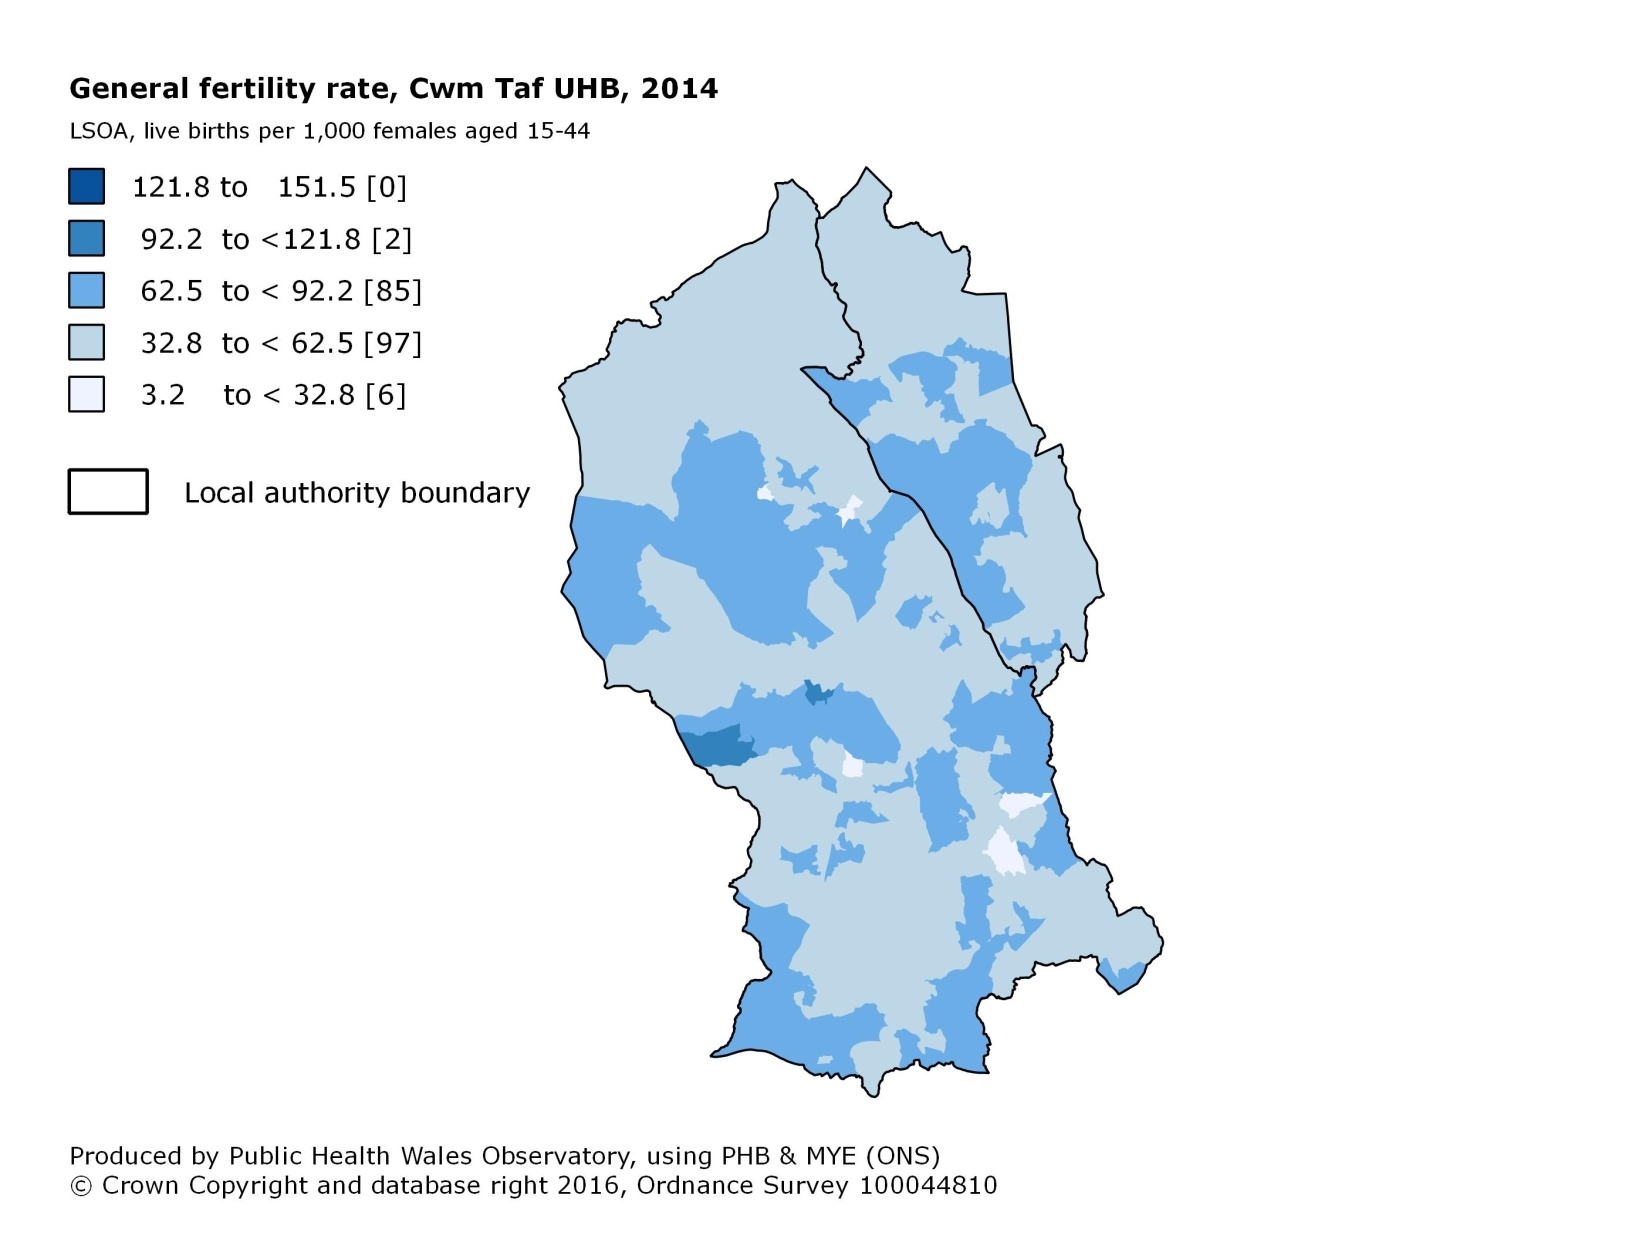 General fertility rate, Cwm Taf UHB, 2014
LSOA, live births per 1,000 females aged 15-44
121.8 to 151.5 [0]
92.2 to <121.8 [2]
62.5 to < 92.2 [85]
32.8 to < 62.5 [97]
3.2 to < 32.8 [6]
Local authority boundary
Produced by Public Health Wales Observatory, using PHB & MYE (ONS)
© Crown Copyright and database right 2016, Ordnance Survey 100044810